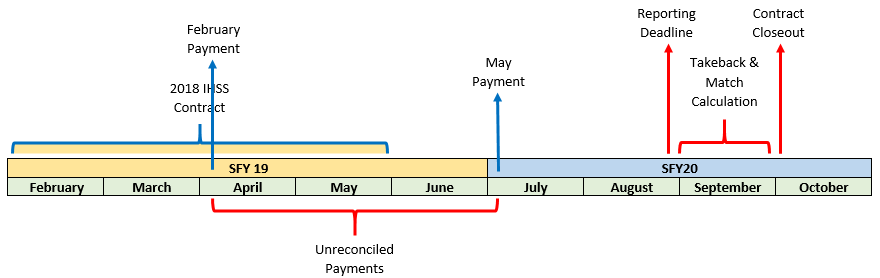 Reporting
Deadline
Contract
Closeout
February
Payment
May
Payment
Takeback &
Match
Calculation
2018 IHSS
Contract
SFY 19
SFY20
February
March
April
May
June
July
August
September
October
Unreconciled
Payments